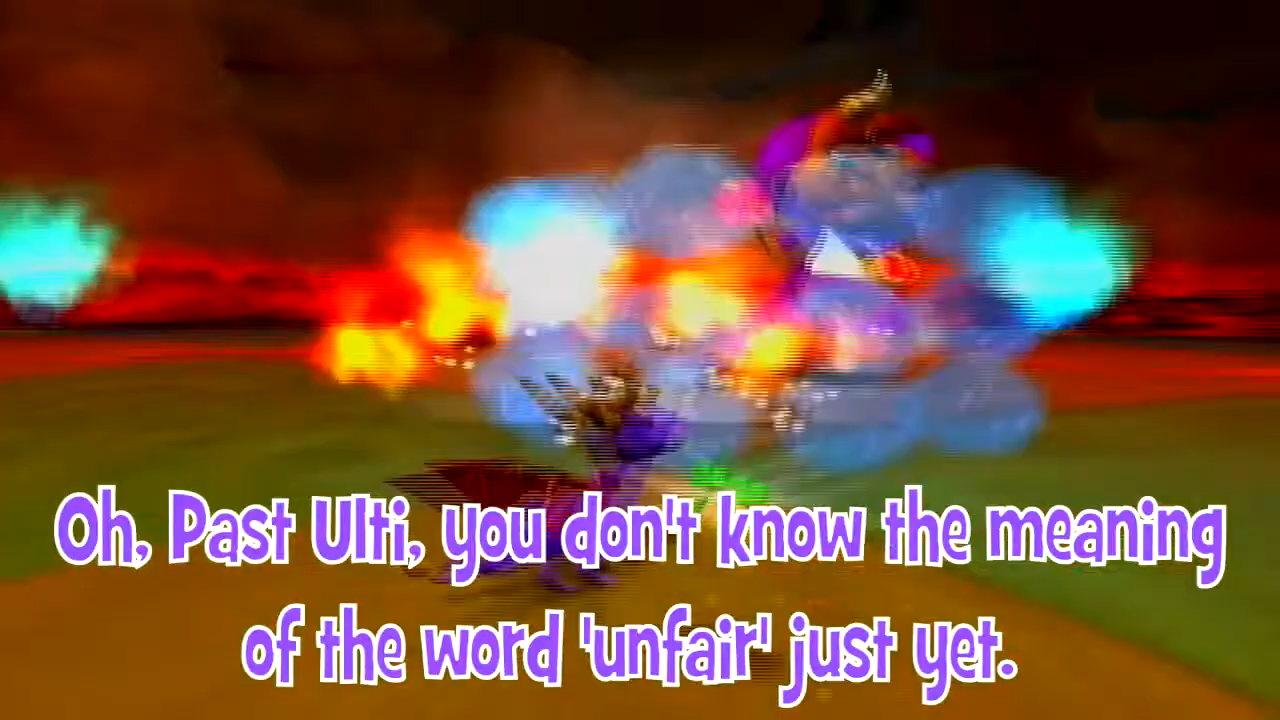 Oh, Past Ulti, you don't know the meaning
of the word 'unfair' just yet.